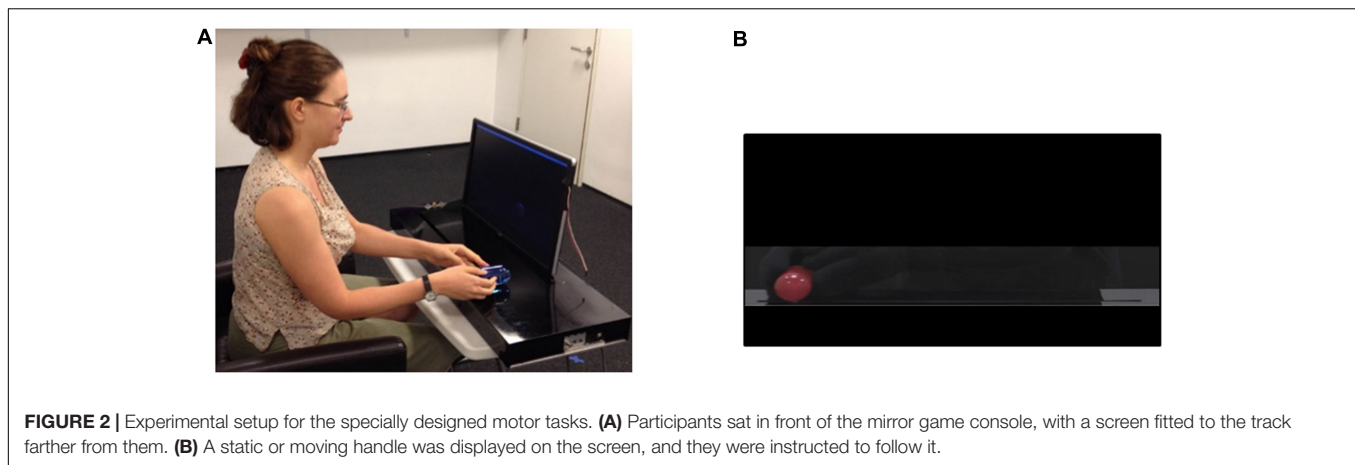 A
B
FIGURE 2 | Experimental setup for the specially designed motor tasks. (A) Participants sat in front of the mirror game console, with a screen fitted to the track
farther from them. (B) A static or moving handle was displayed on the screen, and they were instructed to follow it.